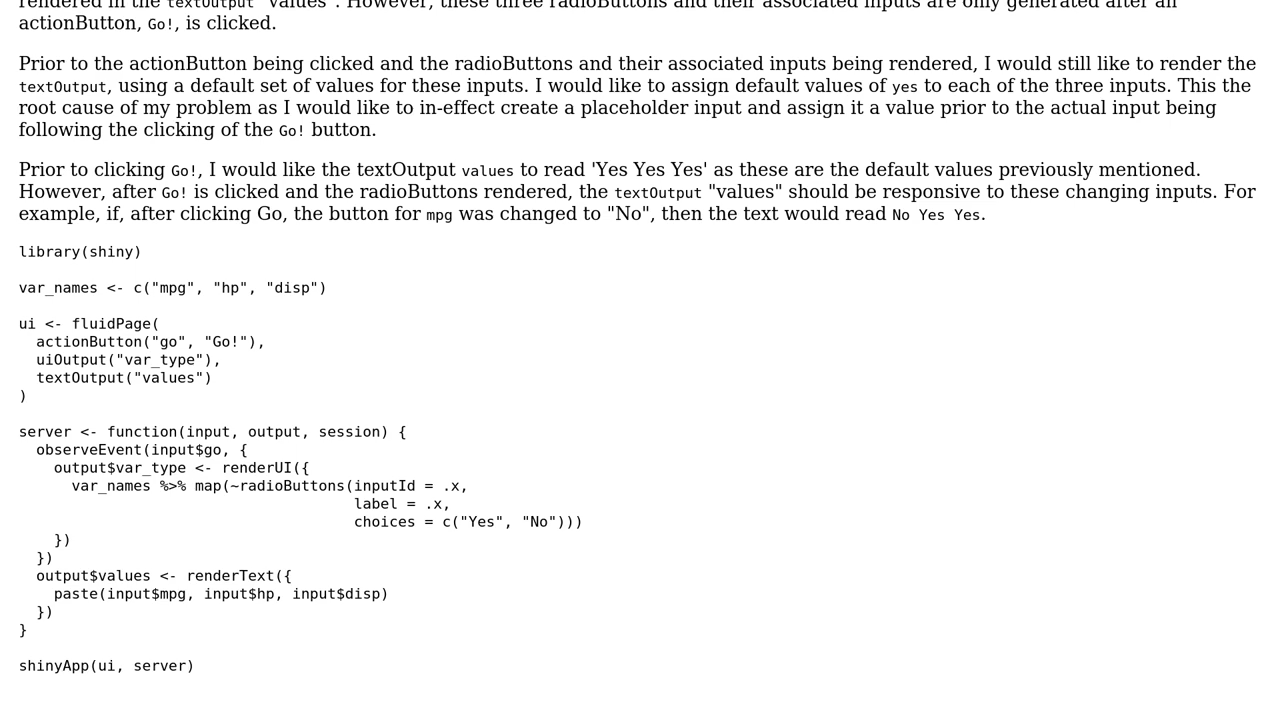 rendered in the textOutput "values". However, these three radioButtons and their associated inputs are only generated after an
actionButton, Go!, is clicked.
Prior to the actionButton being clicked and the radioButtons and their associated inputs being rendered, I would still like to render the
textOutput, using a default set of values for these inputs. I would like to assign default values of yes to each of the three inputs. This the
root cause of my problem as I would like to in-effect create a placeholder input and assign it a value prior to the actual input being
following the clicking of the Go! button.
Prior to clicking Go!, I would like the textOutput values to read 'Yes Yes Yes' as these are the default values previously mentioned.
However, after Go! is clicked and the radioButtons rendered, the textOutput "values" should be responsive to these changing inputs. For
example, if, after clicking Go, the button for mpg was changed to "No", then the text would read No Yes Yes.
library(shiny)
var_names <- c("mpg", "hp", "disp")
ui <- fluidPage(
  actionButton("go", "Go!"),
  uiOutput("var_type"),
  textOutput("values")
)
server <- function(input, output, session) {
  observeEvent(input$go, {
    output$var_type <- renderUI({
      var_names %>% map(~radioButtons(inputId = .x,
                                      label = .x,
                                      choices = c("Yes", "No")))
    })
  })
  output$values <- renderText({
    paste(input$mpg, input$hp, input$disp)
  })
}
shinyApp(ui, server)